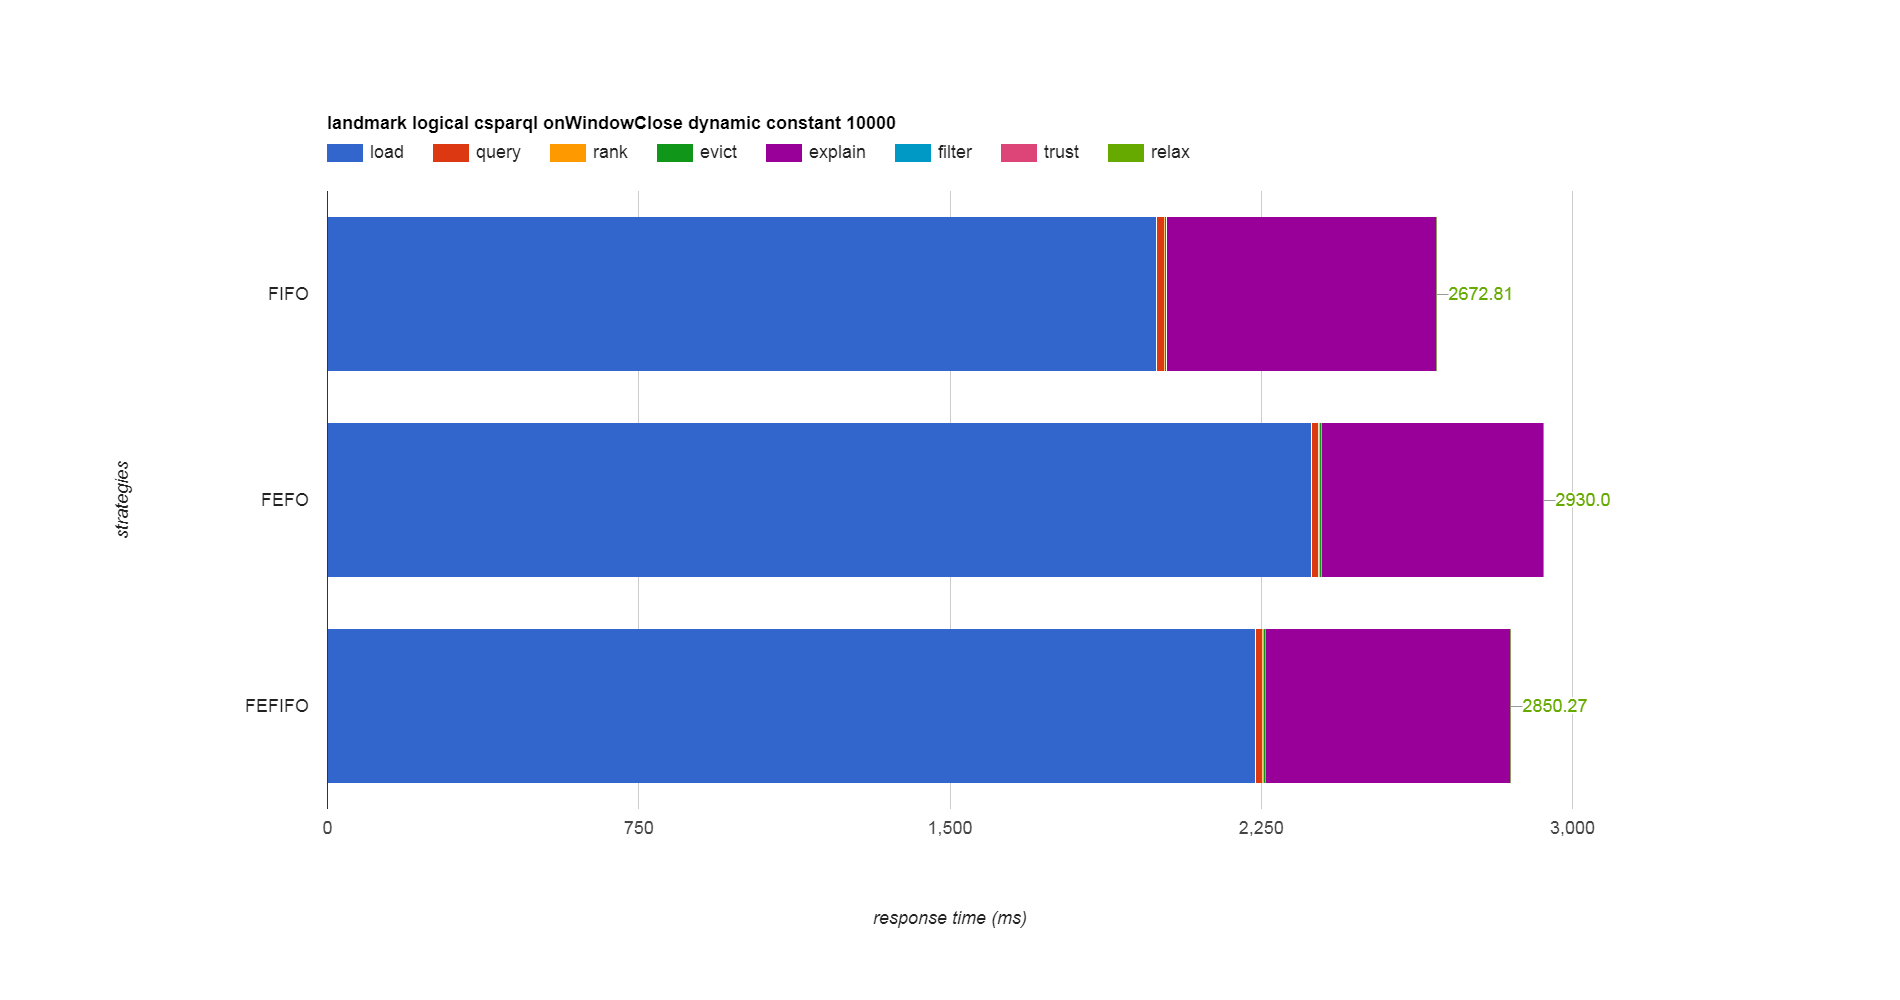 landmark logical csparql onWindowClose dynamic constant 10000
load query rank evict explain filter trust relax
FIFO
2672.81
FEFO
2930.0
FEFIFO
2850.27
strategies
0 750 1,500 2,250 3,000
response time (ms)